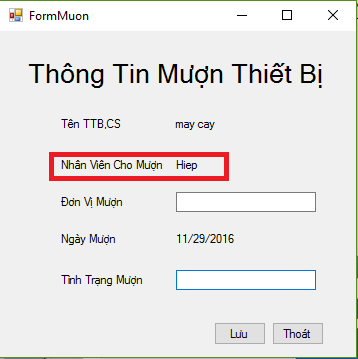 FormMuon
Thông Tin Mượn Thiết Bị
Tên TTB,CS may cay
Nhân Viên Cho Mượn Hiep
Đơn Vị Mượn
Ngày Mượn 11/29/2016
Tình Trạng Mượn
Lưu Thoát